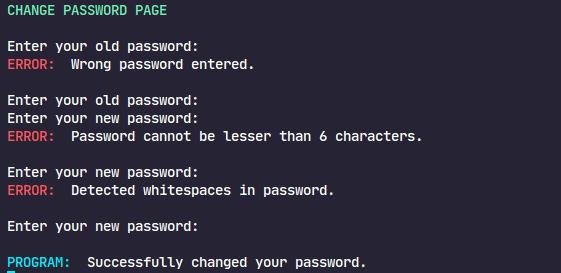 CHANGE PASSWORD PAGE
Enter your old password:
ERROR:  Wrong password entered.
Enter your old password:
Enter your new password:
ERROR:  Password cannot be lesser than 6 characters.
Enter your new password:
ERROR:  Detected whitespaces in password.
Enter your new password:
PROGRAM:  Successfully changed your password.